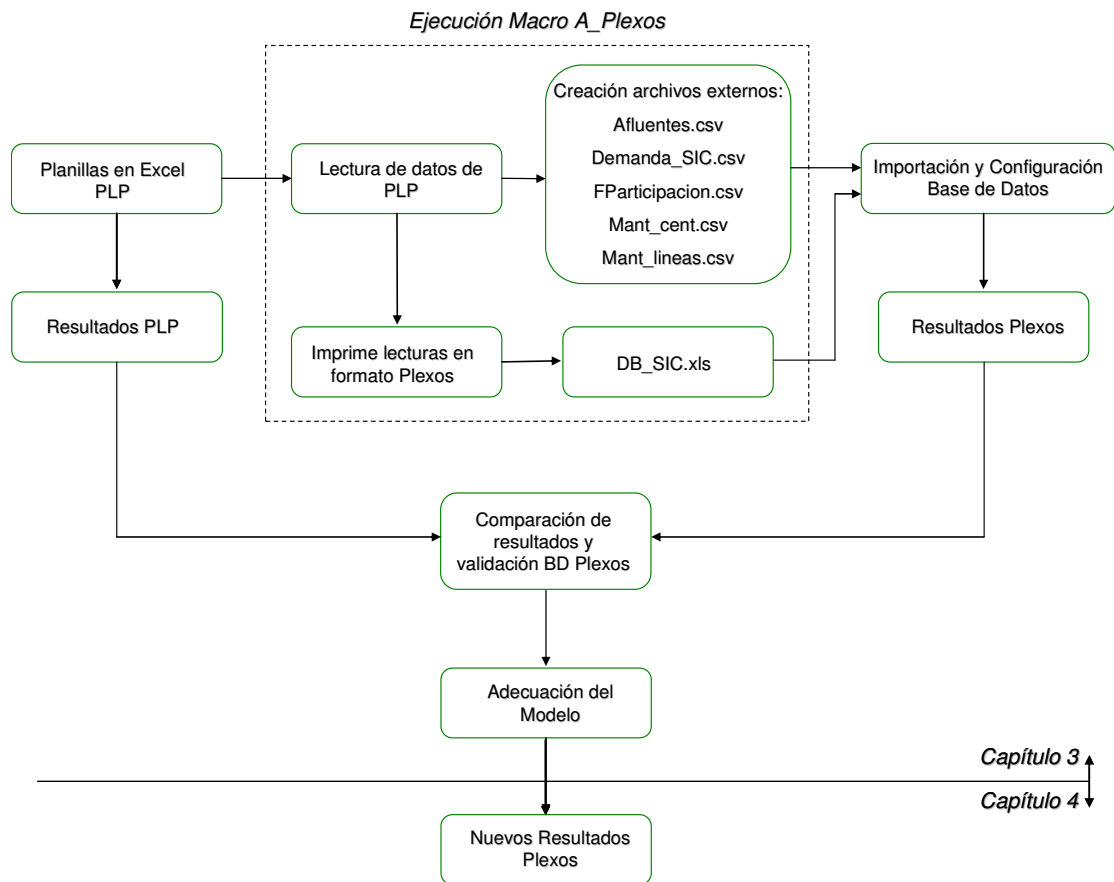 Ejecución Macro A_Plexos
Creación archivos externos:
Afluentes.csv
Demanda_SIC.csv
FParticipacion.csv
Mant_cent.csv
Mant_lineas.csv
Planillas en Excel
PLP
Lectura de datos de
PLP
Importación y Configuración
Base de Datos
Resultados PLP
Imprime lecturas en
formato Plexos
DB_SIC.xls
Resultados Plexos
Comparación de
resultados y
validación BD Plexos
Adecuación del
Modelo
Capítulo 3
Capítulo 4
Nuevos Resultados
Plexos